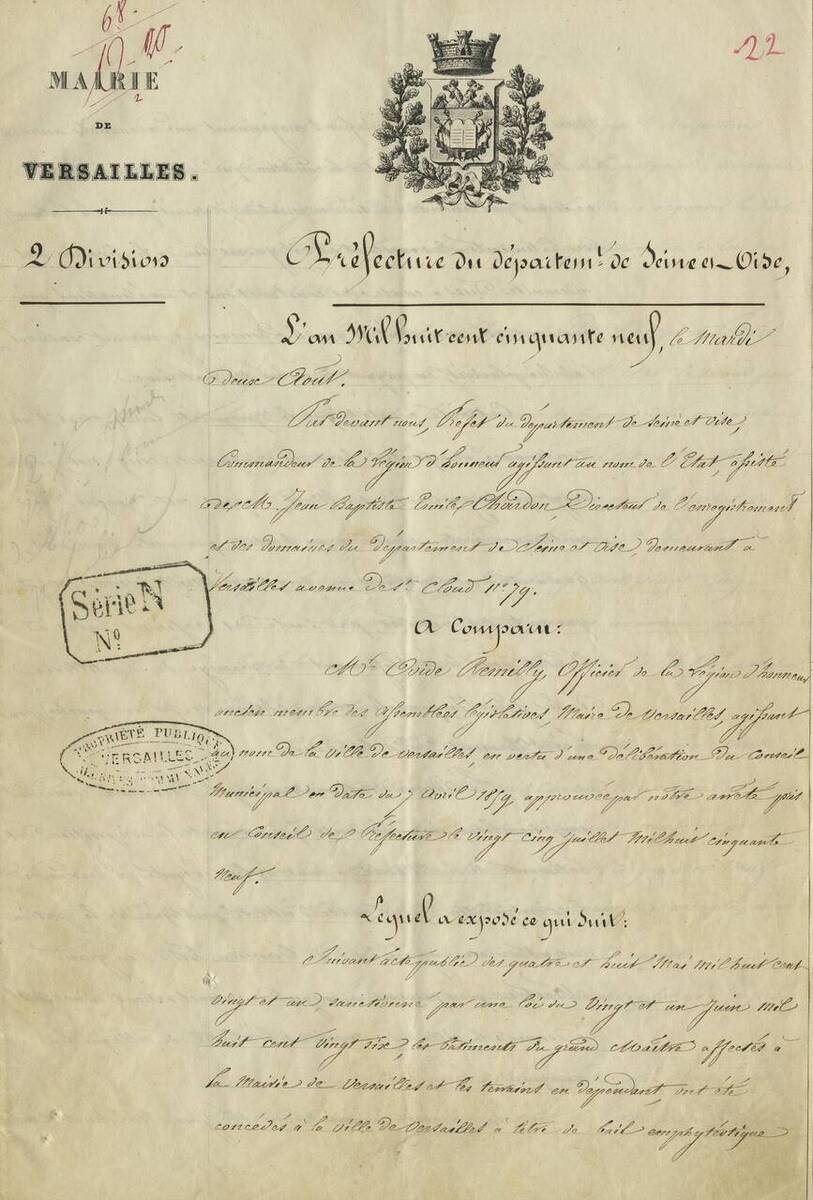 68
12 20
2
22
MAIRIE
DE
VERSAILLES.
2 Division
Préfecture du départemt. de Seine et-Oise,
L'an Mil huit cent cinquante neuf, le Mardi
deux Août.
Par devant nous, Préfet du département de Seine et Oise,
Commandeur de la Légion d'honneur agissant au nom de l'Etat, assisté
de M. Jean Baptiste Emile Chardon, Directeur de l'enregistrement
et des domaines du département de Seine et Oise, demeurant à
Versailles avenue de St. Cloud No. 79.
A Comparu:
Mr. Ovide Remilly, Officier de la Légion d'honneur
ancien membre des Assemblées législatives, Maire de Versailles, agissant
au nom de la ville de Versailles, en vertu d'une délibération du Conseil
Municipal en date du 7 Avril 1859 approuvée par notre arrêté pris
en Conseil de Préfecture le vingt cinq juillet Mil huit cinquante
Neuf.
Série N
No
PROPRIÉTÉ PUBLIQUE
VERSAILLES
ARCHIVES COMMUNALES
Lequel a exposé ce qui suit:
Suivant acte public des quatre et huit Mai Mil huit cent
vingt et un, sanctionné par une loi du Vingt et un Juin Mil
huit cent vingt six, les bâtiments du grand Maître affectés à
la Mairie de Versailles et les terrains en dépendant, ont été
concédés à la ville de Versailles à titre de bail emphytéotique